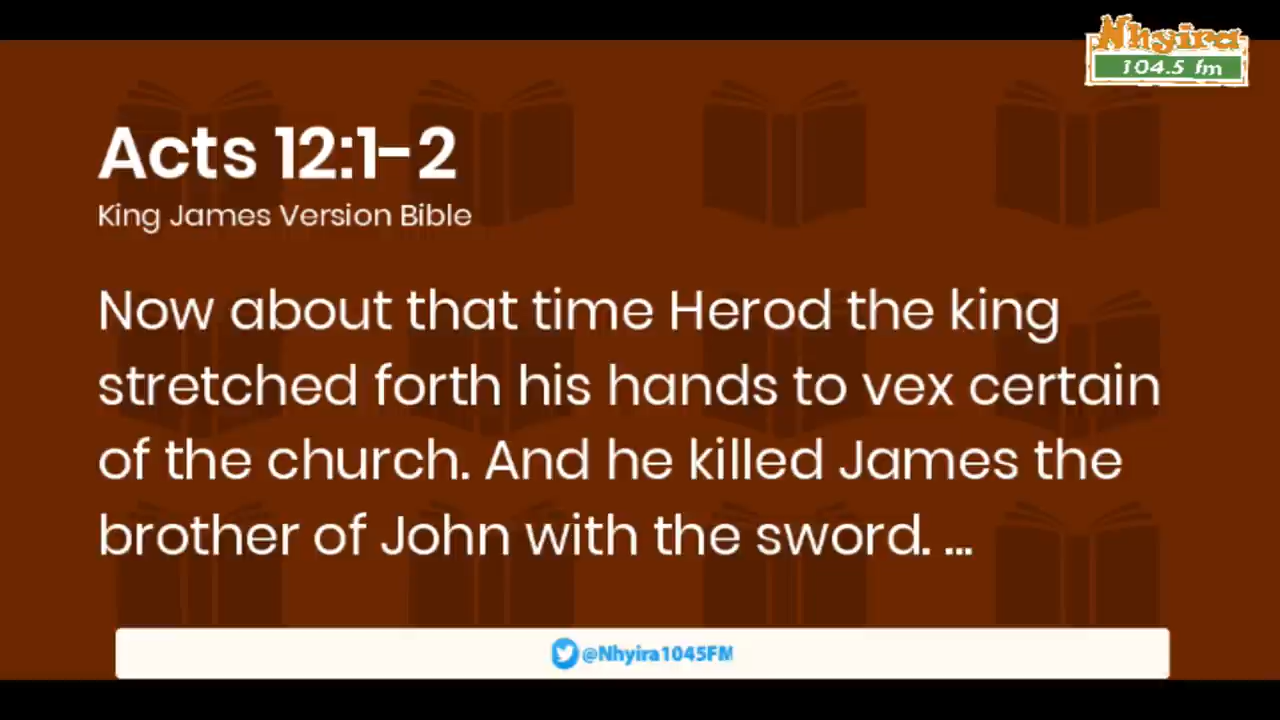 Nhyira
104.5 fm
Acts 12:1-2
King James Version Bible
Now about that time Herod the king
stretched forth his hands to vex certain
of the church. And he killed James the
brother of John with the sword. ...
@Nhyira1045FM